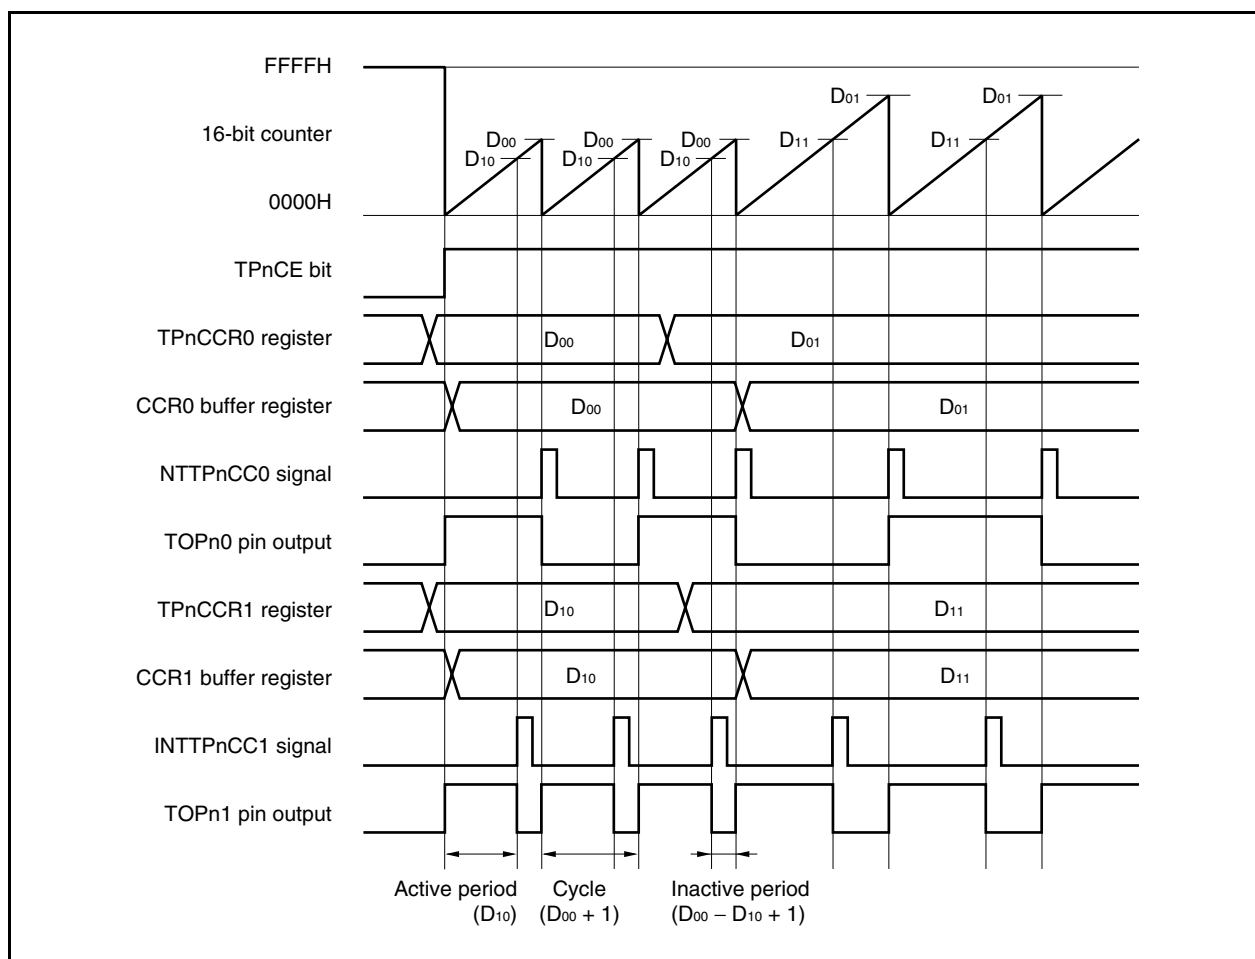 FFFFH
D01 D01
16-bit counter
D00 D00 D00 D11 D11
D10 D10 D10
0000H
TPnCE bit
TPnCCR0 register D00 D01
CCR0 buffer register D00 D01
NTTPnCC0 signal
TOPn0 pin output
TPnCCR1 register D10 D11
CCR1 buffer register D10 D11
INTTPnCC1 signal
TOPn1 pin output
Active period Cycle Inactive period
(D10) (D00 + 1) (D00 − D10 + 1)